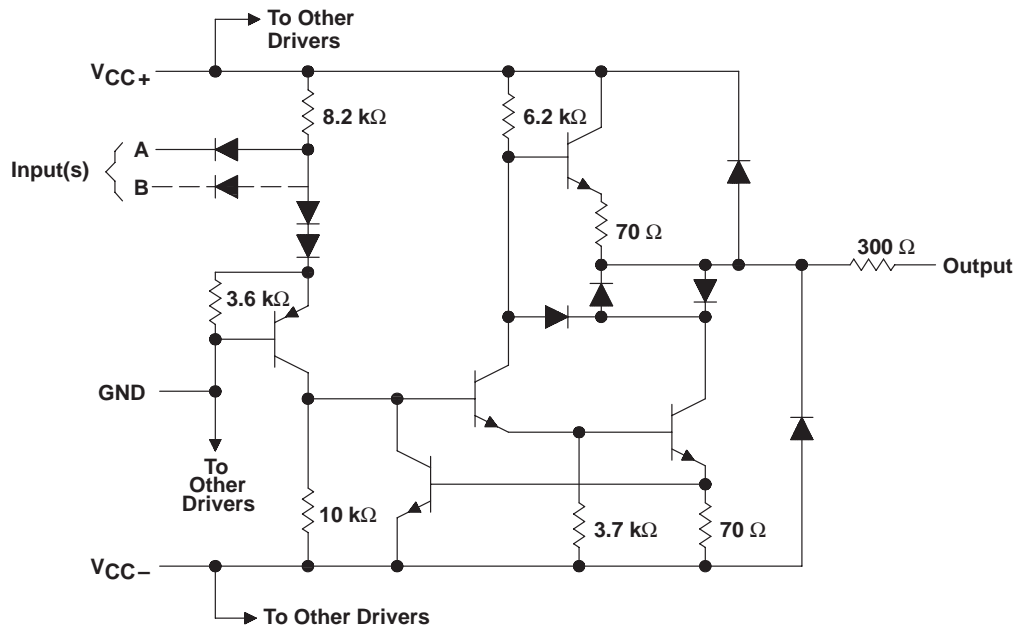 To Other
Drivers
VCC+
8.2 kΩ
6.2 kΩ
A
Input(s)
B
70 Ω
300 Ω
Output
3.6 kΩ
GND
To
Other
Drivers
10 kΩ
3.7 kΩ
70 Ω
VCC−
To Other Drivers